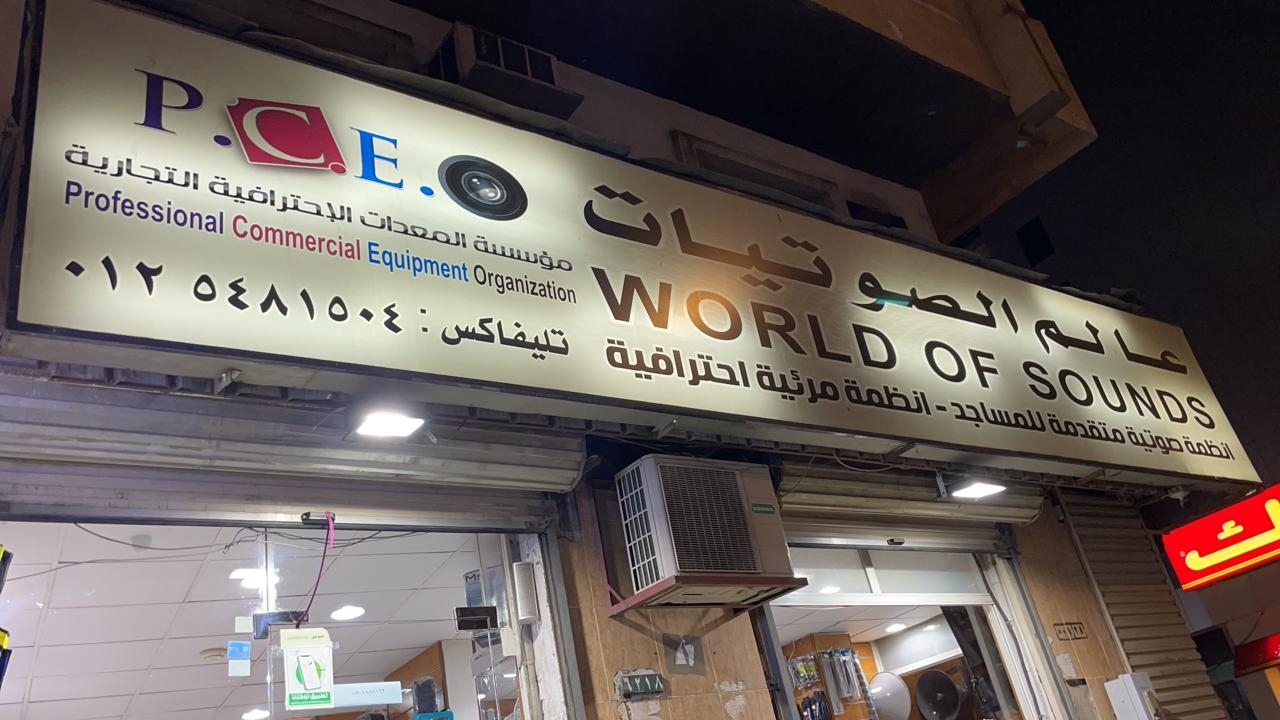 P.C.E.
مؤسسة المعدات الإحترافية التجارية
Professional Commercial Equipment Organization
تليفاكس : ٠١٢ ٥٤٨١٥٠٤
عالم الصوتيات
WORLD OF SOUNDS
انظمة صوتية متقدمة للمساجد - انظمة مرئية احترافية
١٢١٨